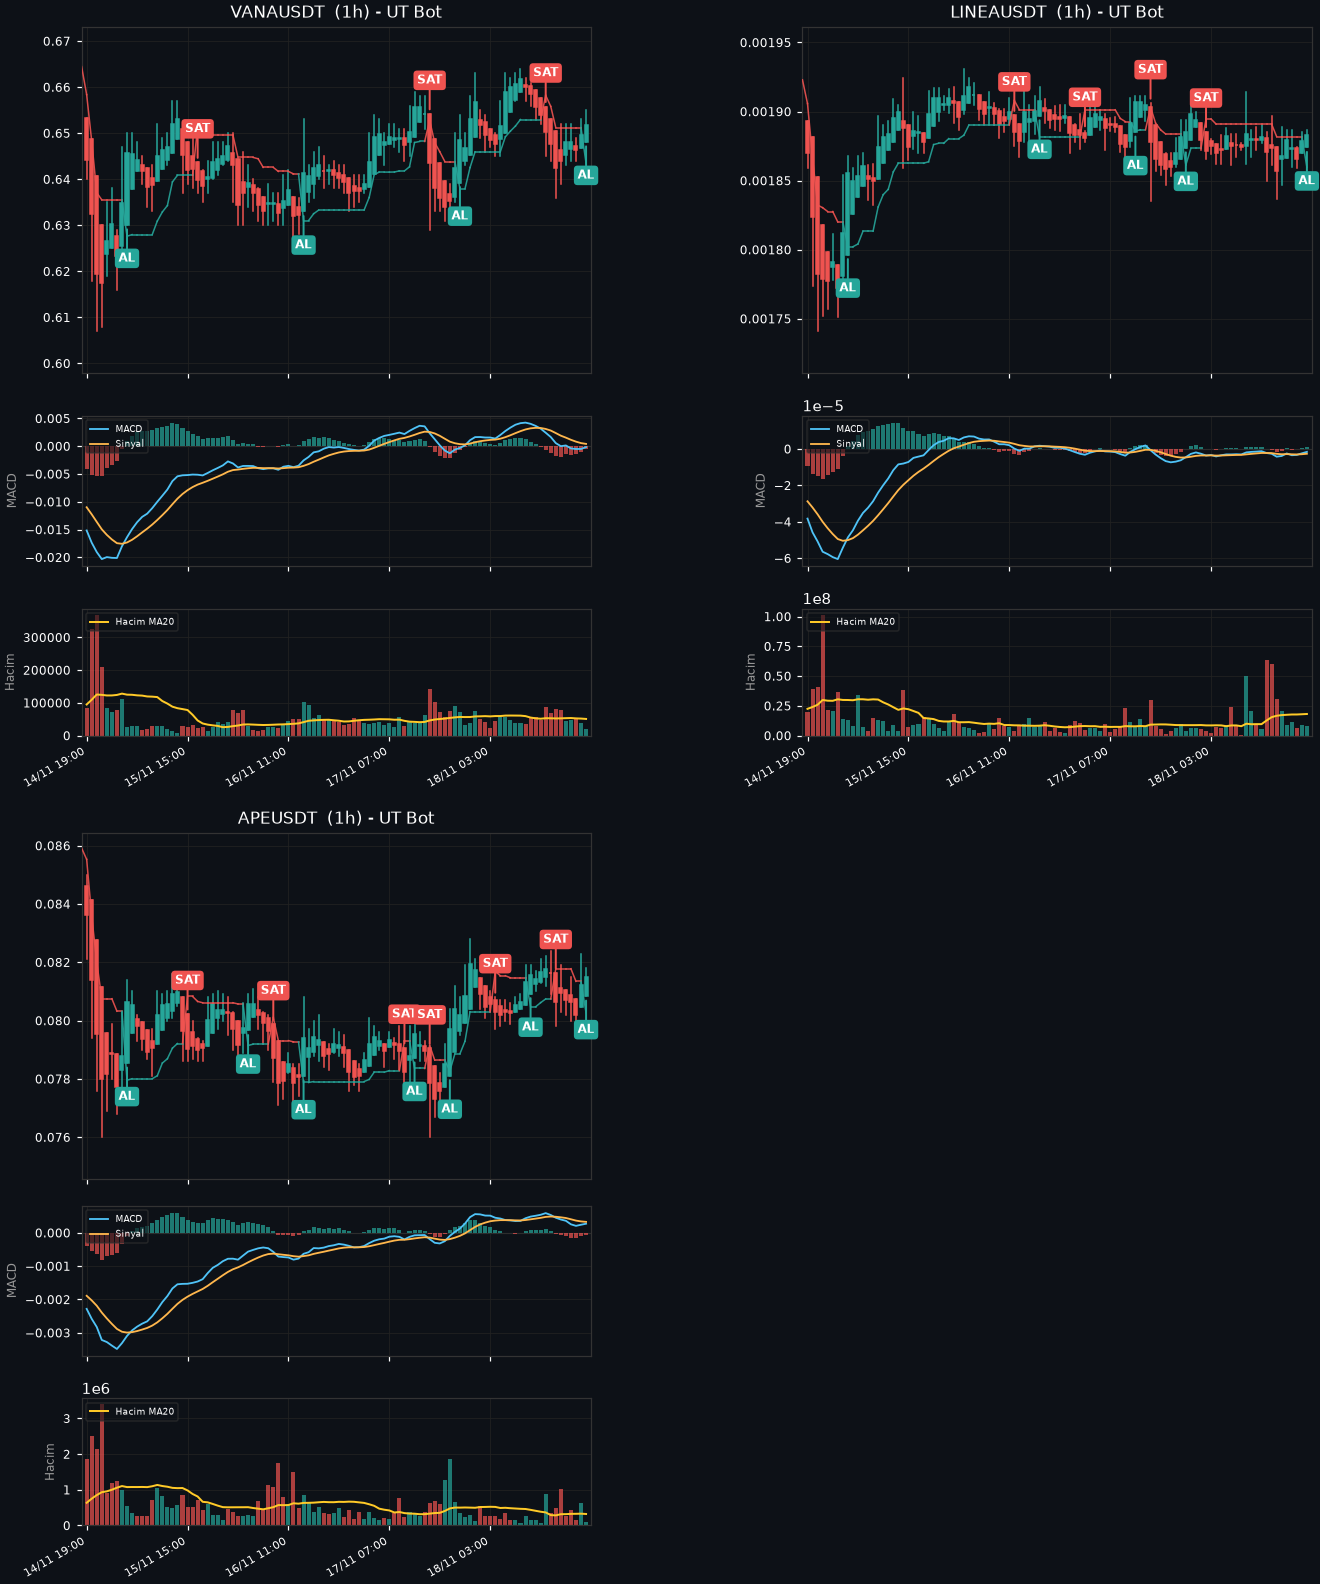 VANAUSDT  (1h) - UT Bot
0.67
0.66
0.65
0.64
0.63
0.62
0.61
0.60
SAT
SAT
SAT
AL
AL
AL
AL
0.005
0.000
−0.005
−0.010
−0.015
−0.020
MACD
MACD
Sinyal
300000
200000
100000
0
Hacim
Hacim MA20
14/11 19:00
15/11 15:00
16/11 11:00
17/11 07:00
18/11 03:00
LINEAUSDT  (1h) - UT Bot
0.00195
0.00190
0.00185
0.00180
0.00175
SAT
SAT
SAT
SAT
AL
AL
AL
AL
AL
1e−5
0
−2
−4
−6
MACD
MACD
Sinyal
1e8
1.00
0.75
0.50
0.25
0.00
Hacim
Hacim MA20
14/11 19:00
15/11 15:00
16/11 11:00
17/11 07:00
18/11 03:00
APEUSDT  (1h) - UT Bot
0.086
0.084
0.082
0.080
0.078
0.076
SAT
SAT
SAT
SAT
SAT
SAT
AL
AL
AL
AL
AL
AL
AL
0.000
−0.001
−0.002
−0.003
MACD
MACD
Sinyal
1e6
3
2
1
0
Hacim
Hacim MA20
14/11 19:00
15/11 15:00
16/11 11:00
17/11 07:00
18/11 03:00